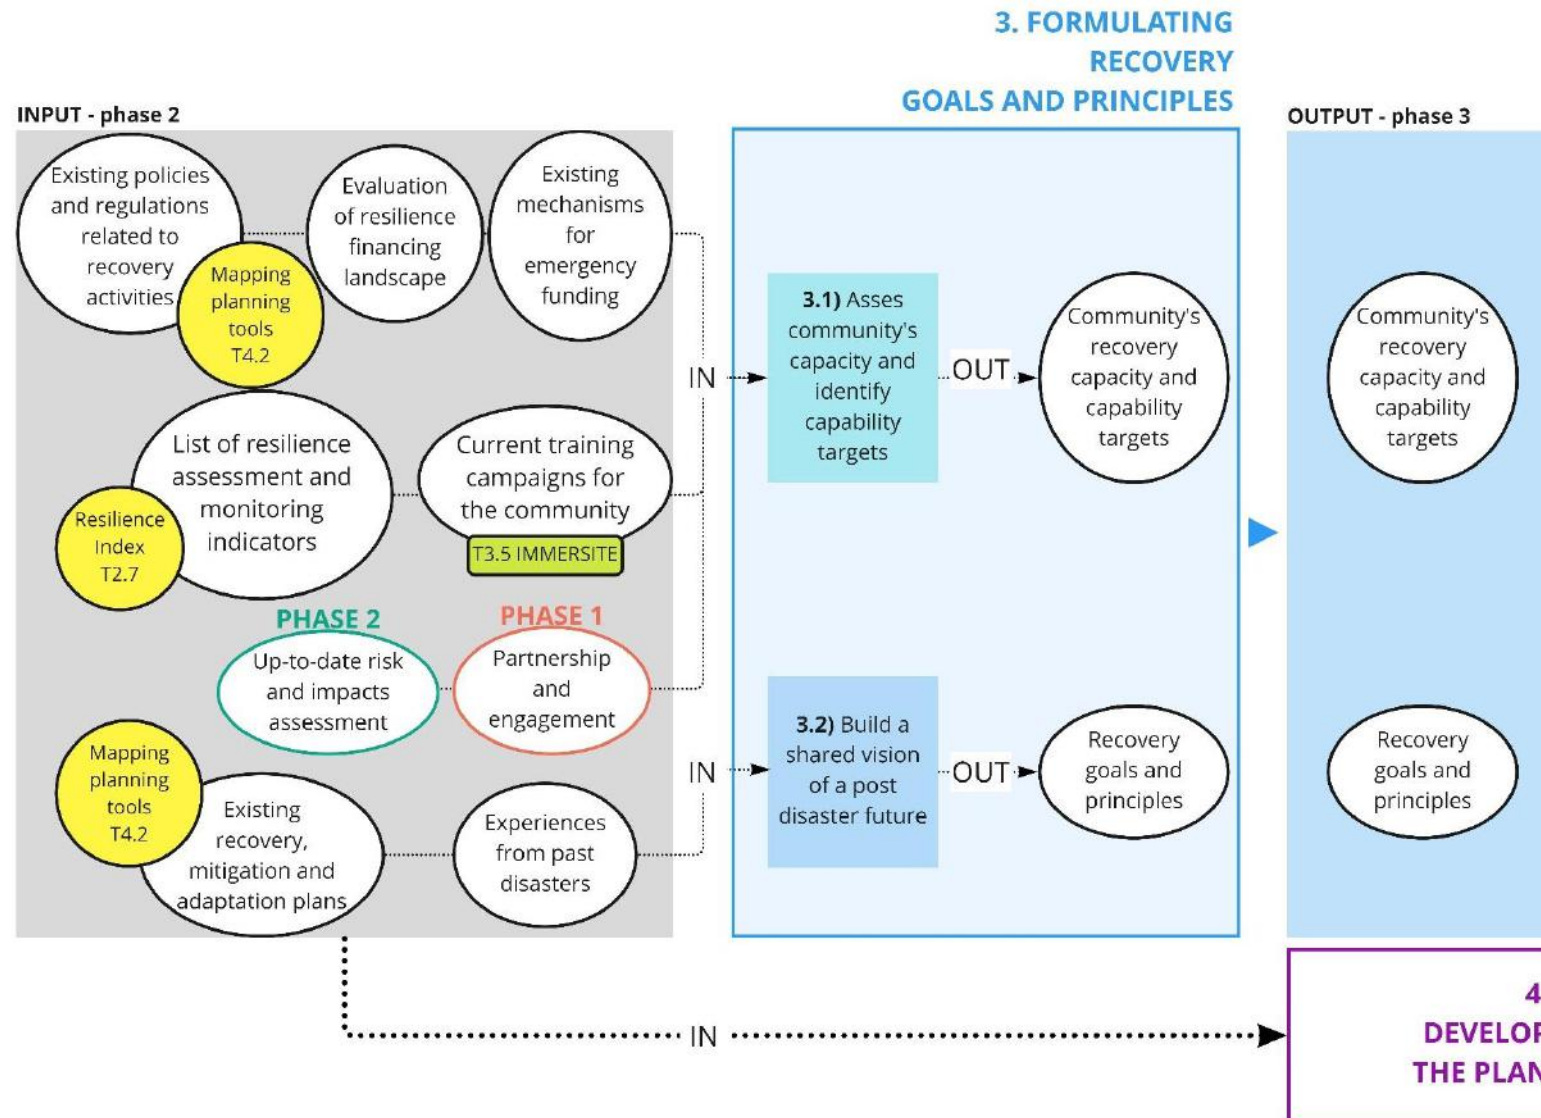 3. FORMULATING
RECOVERY
GOALS AND PRINCIPLES
INPUT - phase 2
OUTPUT - phase 3
Existing policies
and regulations
related to
recovery
activities
Mapping
planning
tools
T4.2
Evaluation
of resilience
financing
landscape
Existing
mechanisms
for
emergency
funding
List of resilience
assessment and
monitoring
indicators
Resilience
Index
T2.7
Current training
campaigns for
the community
T3.5 IMMERSITE
PHASE 2
Up-to-date risk
and impacts
assessment
PHASE 1
Partnership
and
engagement
Mapping
planning
tools
T4.2
Existing
recovery,
mitigation and
adaptation plans
Experiences
from past
disasters
IN
3.1) Asses
community's
capacity and
identify
capability
targets
OUT
Community's
recovery
capacity and
capability
targets
Community's
recovery
capacity and
capability
targets
IN
3.2) Build a
shared vision
of a post
disaster future
OUT
Recovery
goals and
principles
Recovery
goals and
principles
IN
4
DEVELOP
THE PLAN